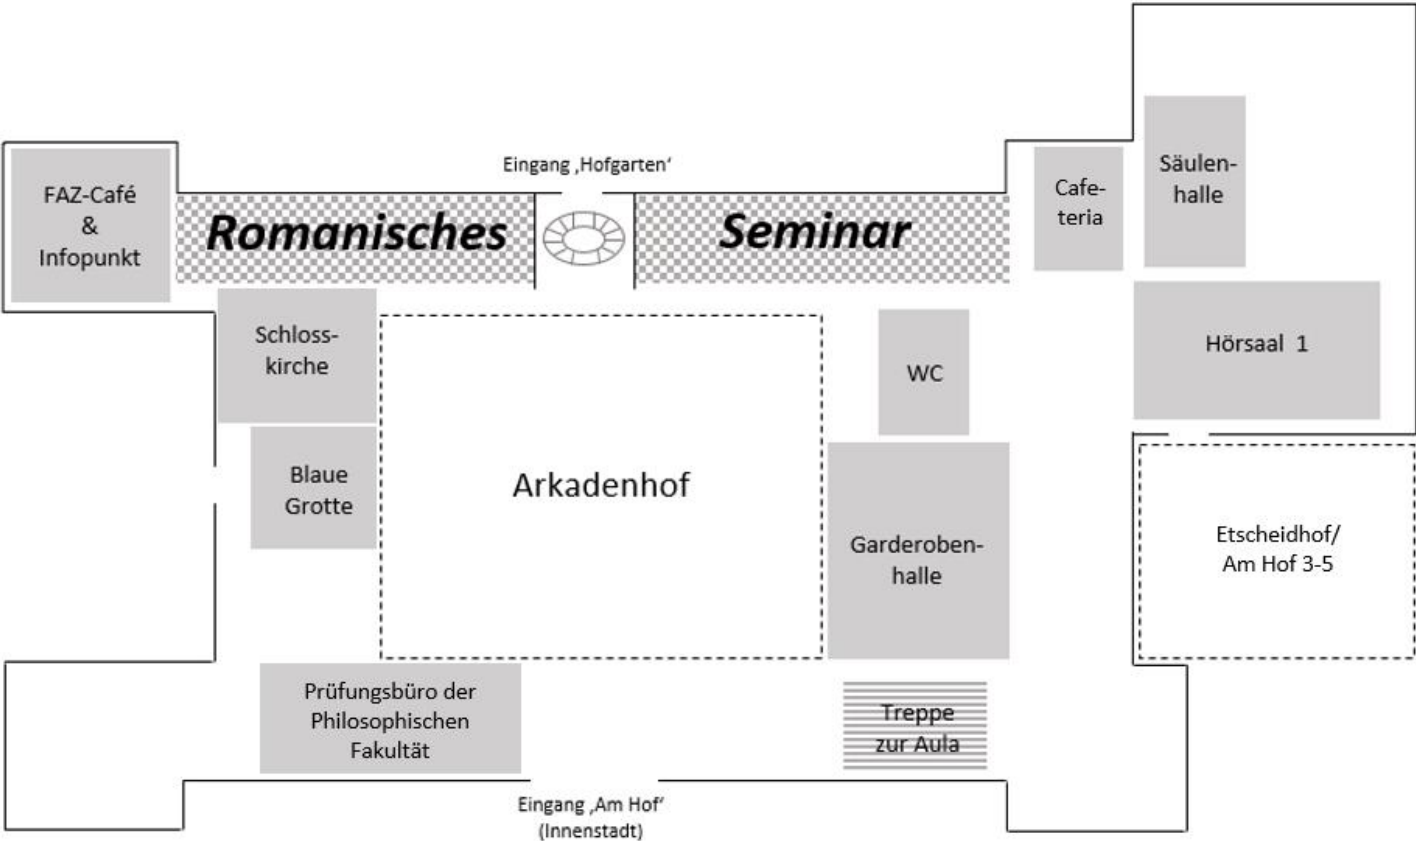 Eingang ‚Hofgarten‘
FAZ-Café
&
Infopunkt
Romanisches
Seminar
Cafe-
teria
Säulen-
halle
Schloss-
kirche
WC
Hörsaal 1
Blaue
Grotte
Arkadenhof
Garderoben-
halle
Etscheidhof/
Am Hof 3-5
Prüfungsbüro der
Philosophischen
Fakultät
Treppe
zur Aula
Eingang ‚Am Hof‘
(Innenstadt)